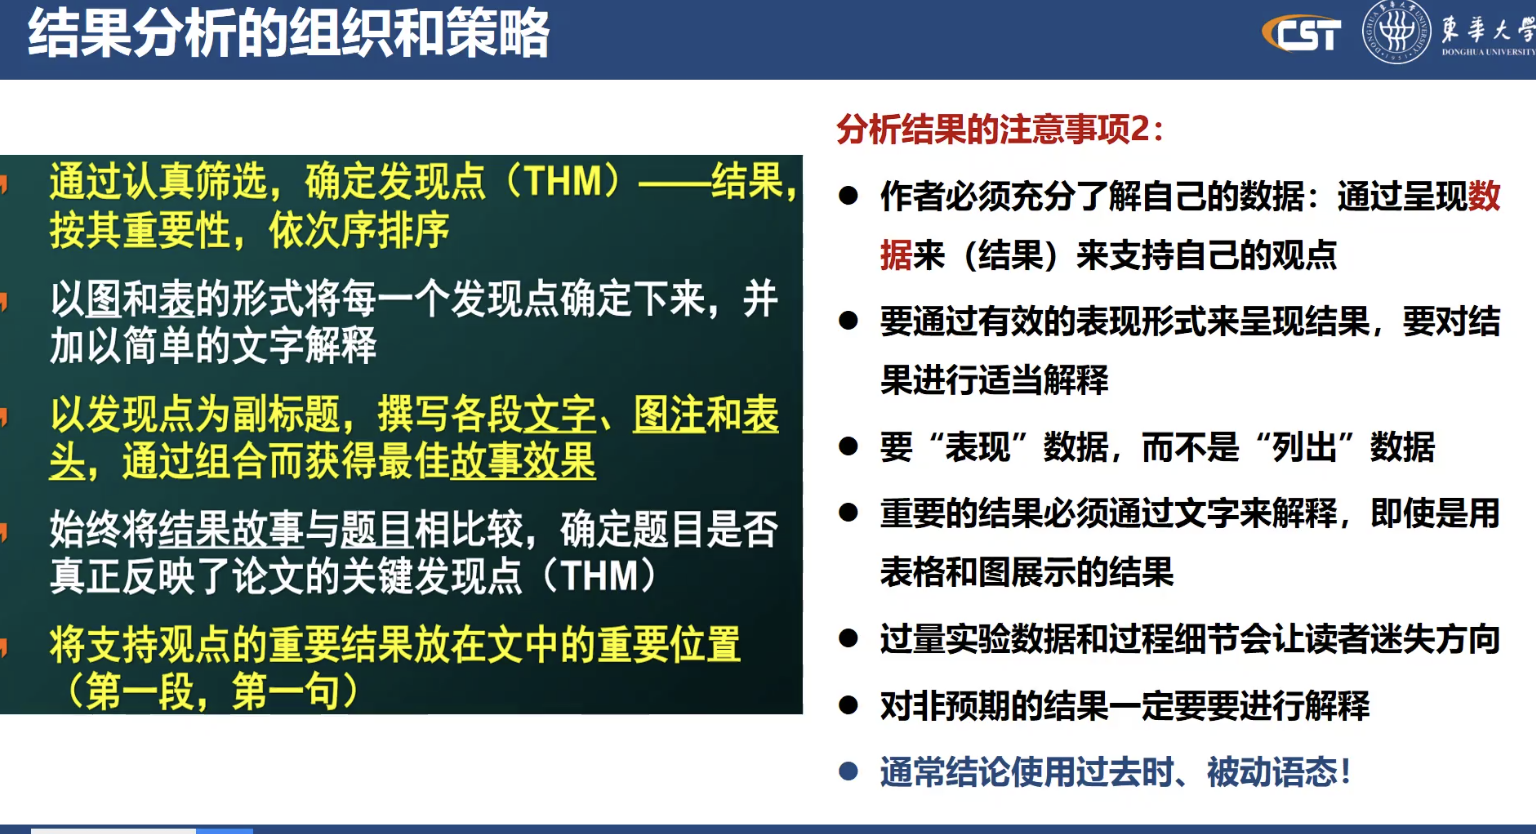 结果分析的组织和策略
CST
DONGHUA UNIVERSITY
1951
東華大學
DONGHUA UNIVERSITY
通过认真筛选，确定发现点（THM）——结果，
按其重要性，依次序排序
以图和表的形式将每一个发现点确定下来，并
加以简单的文字解释
以发现点为副标题，撰写各段文字、图注和表
头，通过组合而获得最佳故事效果
始终将结果故事与题目相比较，确定题目是否
真正反映了论文的关键发现点（THM）
将支持观点的重要结果放在文中的重要位置
（第一段，第一句）
分析结果的注意事项2：
● 作者必须充分了解自己的数据：通过呈现数
据来（结果）来支持自己的观点
● 要通过有效的表现形式来呈现结果，要对结
果进行适当解释
● 要“表现”数据，而不是“列出”数据
● 重要的结果必须通过文字来解释，即使是用
表格和图展示的结果
● 过量实验数据和过程细节会让读者迷失方向
● 对非预期的结果一定要要进行解释
● 通常结论使用过去时、被动语态！